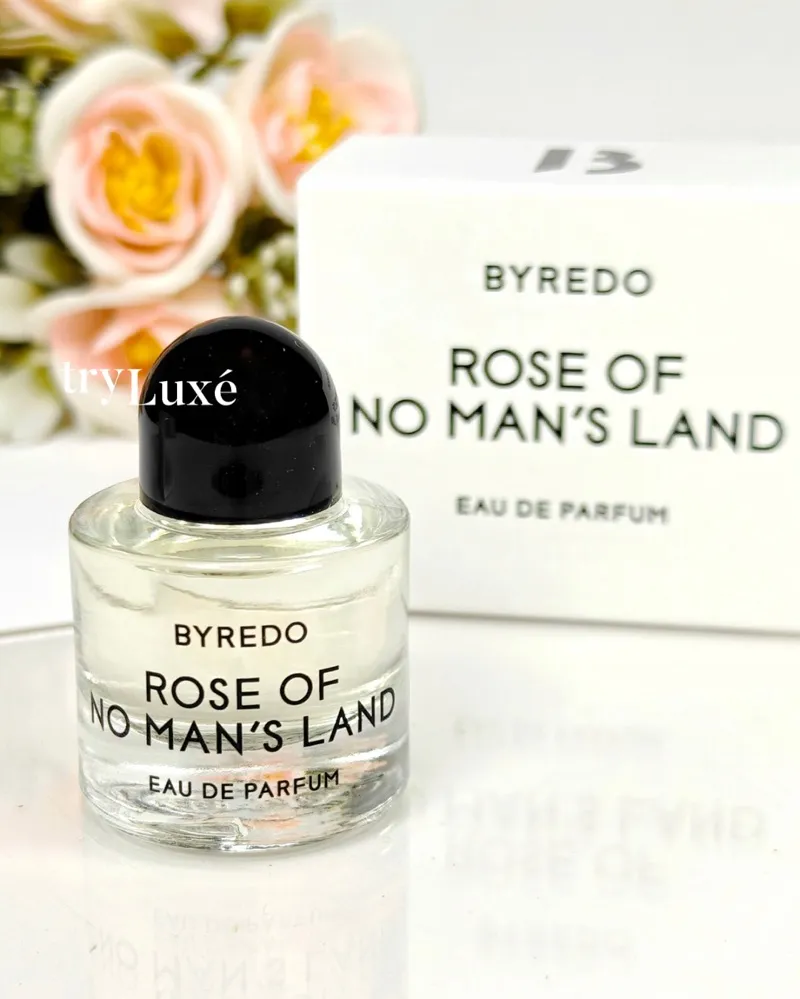 13
BYREDO
ROSE OF
NO MAN'S LAND
EAU DE PARFUM
tryLuxé
BYREDO
ROSE OF
NO MAN'S LAND
EAU DE PARFUM